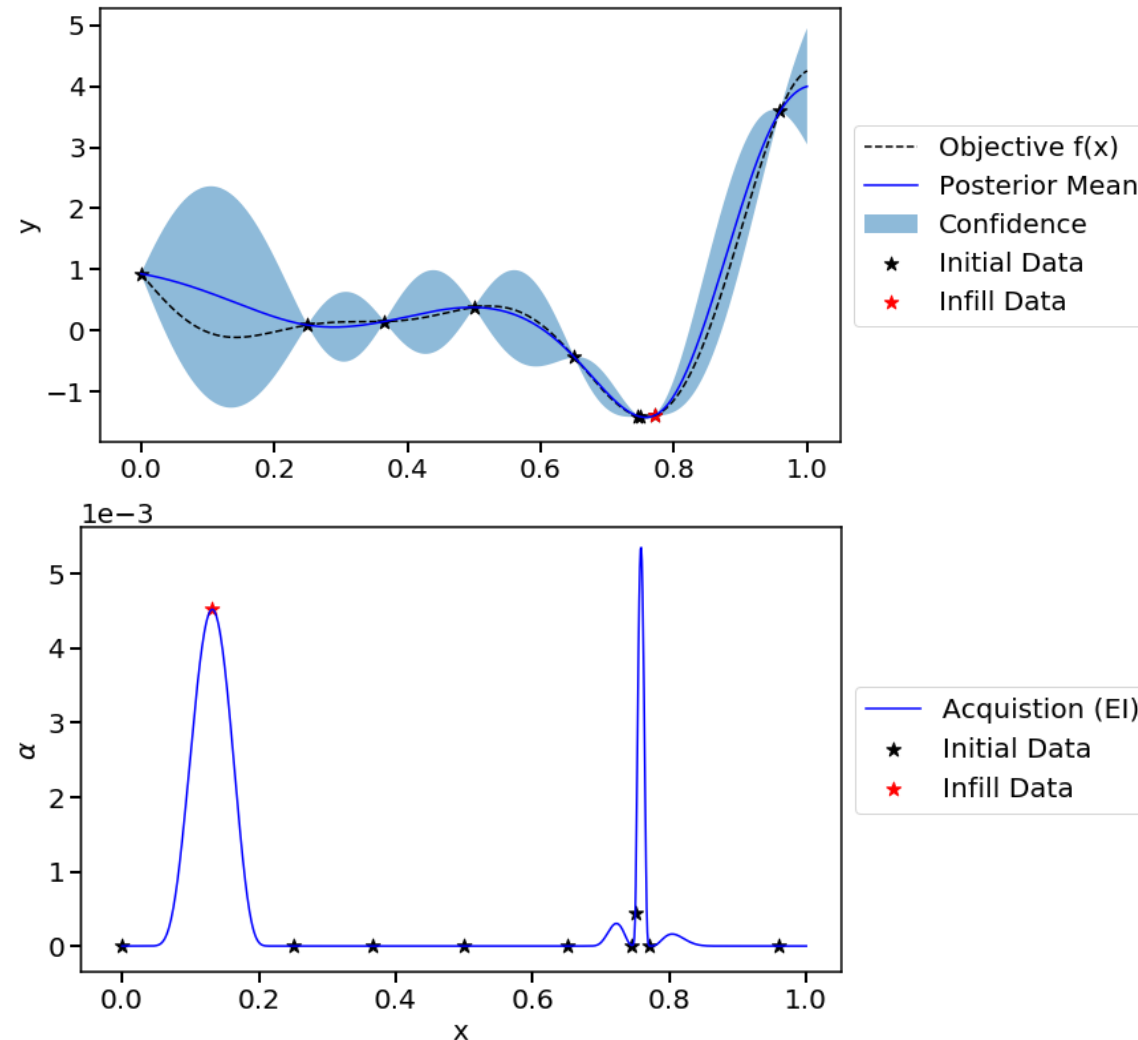 5
4
3
2
1
0
−1
y
0.0 0.2 0.4 0.6 0.8 1.0
Objective f(x)
Posterior Mean
Confidence
Initial Data
Infill Data
1e−3
5
4
3
2
1
0
α
0.0 0.2 0.4 0.6 0.8 1.0
x
Acquistion (EI)
Initial Data
Infill Data